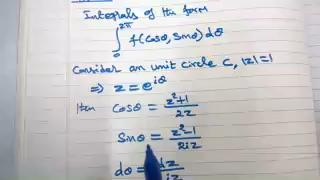 Integrals of the form
∫₀^2π f(cosθ, sinθ) dθ
Consider an unit circle C, |z|=1
⇒ z = e^iθ
then cosθ = (z²+1)/(2z)
sinθ = (z²-1)/(2iz)
dθ = dz/(iz)